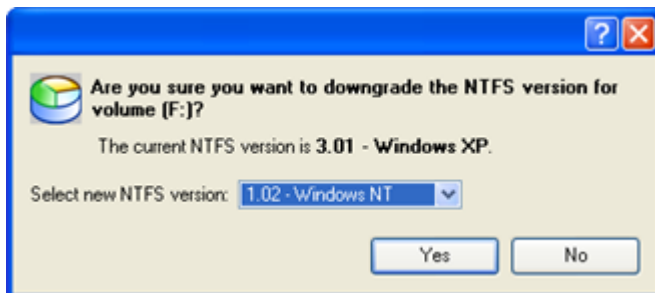 Are you sure you want to downgrade the NTFS version for
volume (F:)?
The current NTFS version is 3.01 - Windows XP.
Select new NTFS version: 1.02 - Windows NT
Yes No